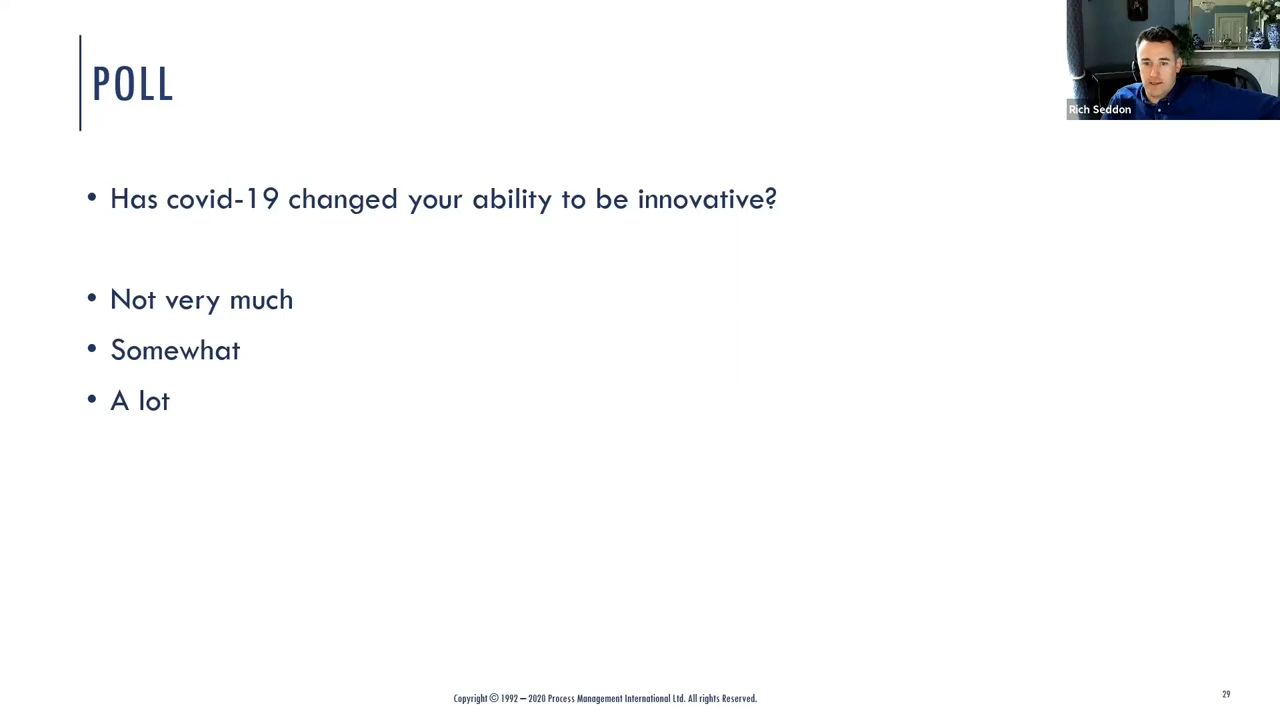 POLL
Rich Seddon
• Has covid-19 changed your ability to be innovative?
• Not very much
• Somewhat
• A lot
Copyright © 1992 – 2020 Process Management International Ltd. All rights Reserved.
29